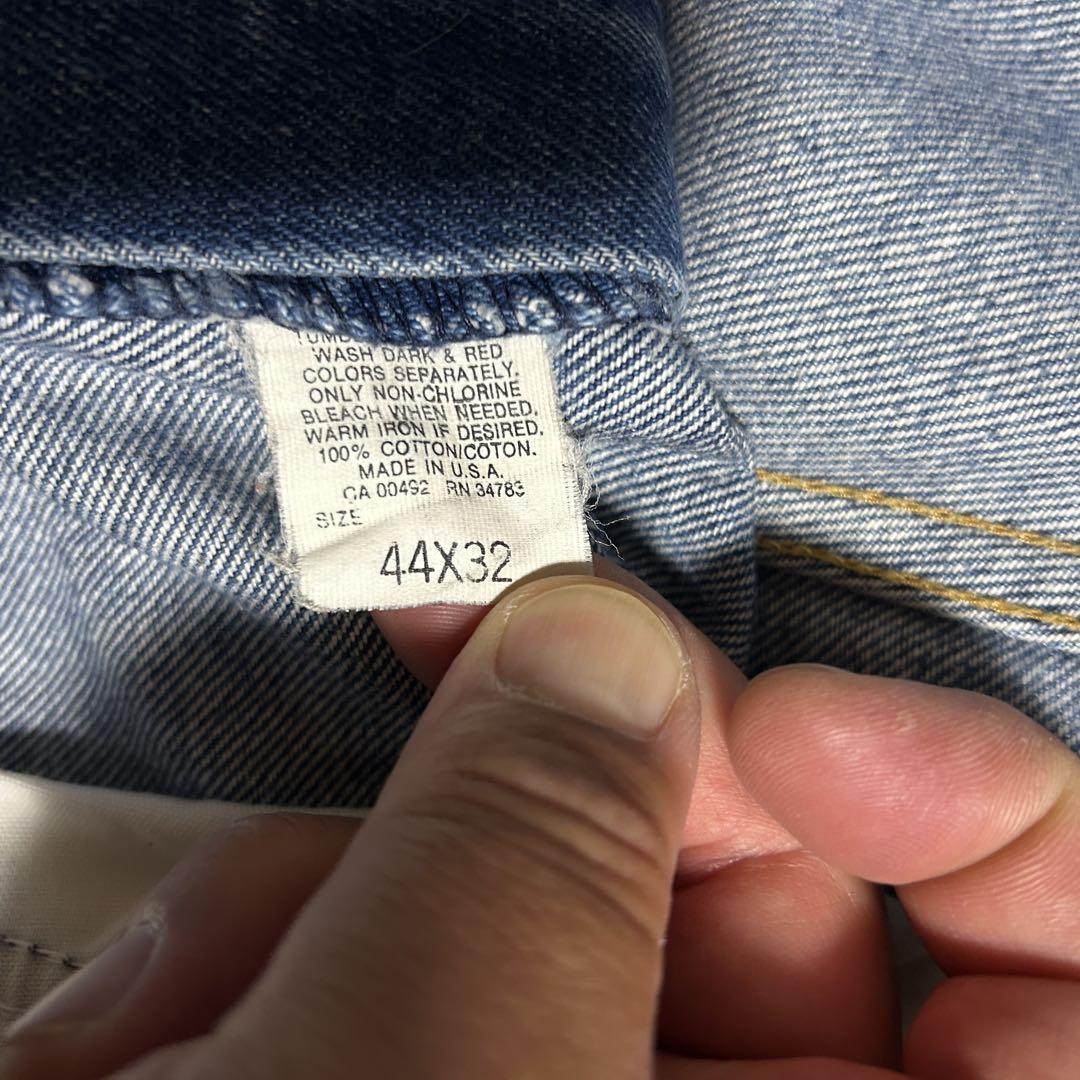 WASH DARK & RED
COLORS SEPARATELY.
ONLY NON-CHLORINE
BLEACH WHEN NEEDED.
WARM IRON IF DESIRED.
100% COTTON/COTON.
MADE IN U.S.A.
CA 00492 RN 34783
SIZE
44X32